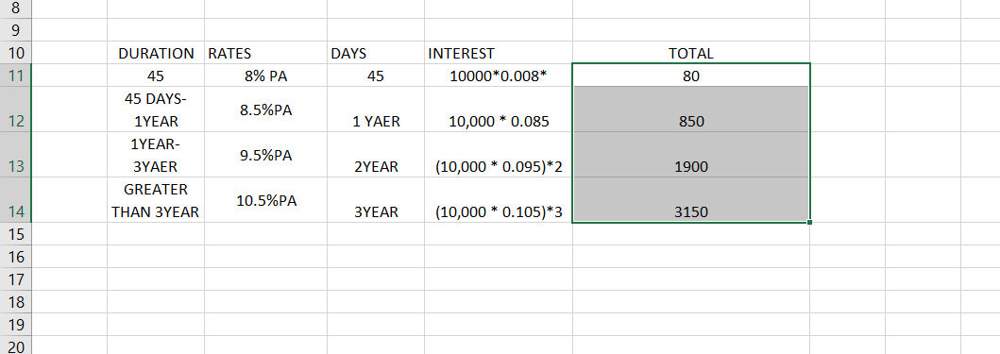 8
9
10 DURATION RATES DAYS INTEREST TOTAL
11 45 8% PA 45 10000*0.008* 80
45 DAYS-
8.5%PA
12 1YEAR 1 YAER 10,000 * 0.085 850
1YEAR-
9.5%PA
13 3YAER 2YEAR (10,000 * 0.095)*2 1900
GREATER
10.5%PA
14 THAN 3YEAR 3YEAR (10,000 * 0.105)*3 3150
15
16
17
18
19
20